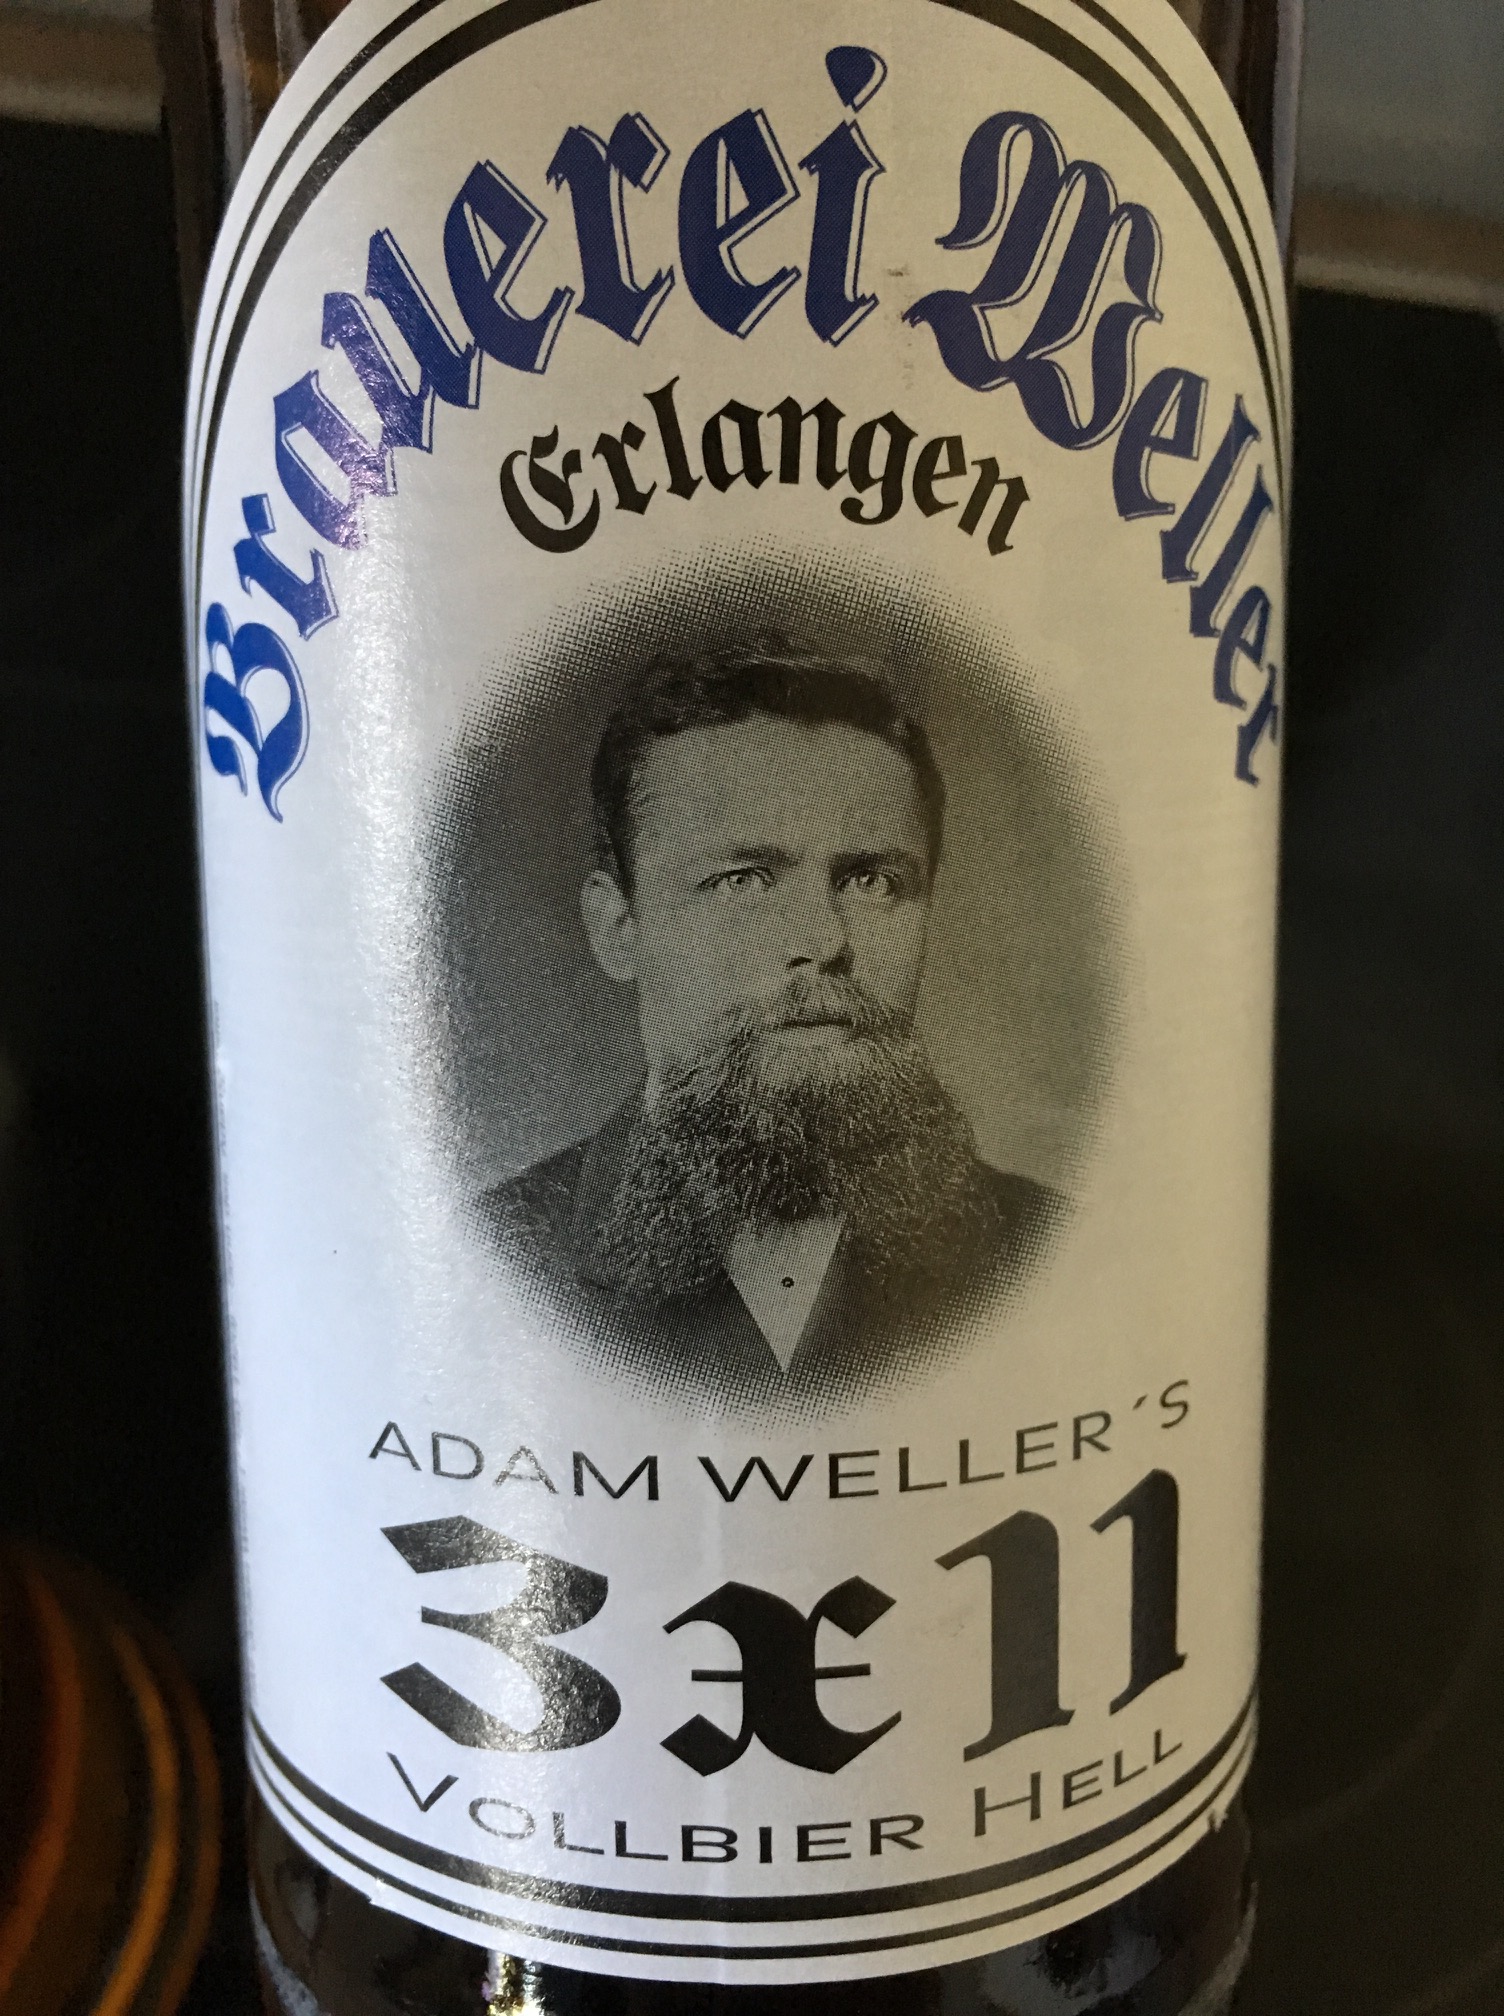 Brauerei Weller
Erlangen
ADAM WELLER´S
3x11
VOLLBIER HELL